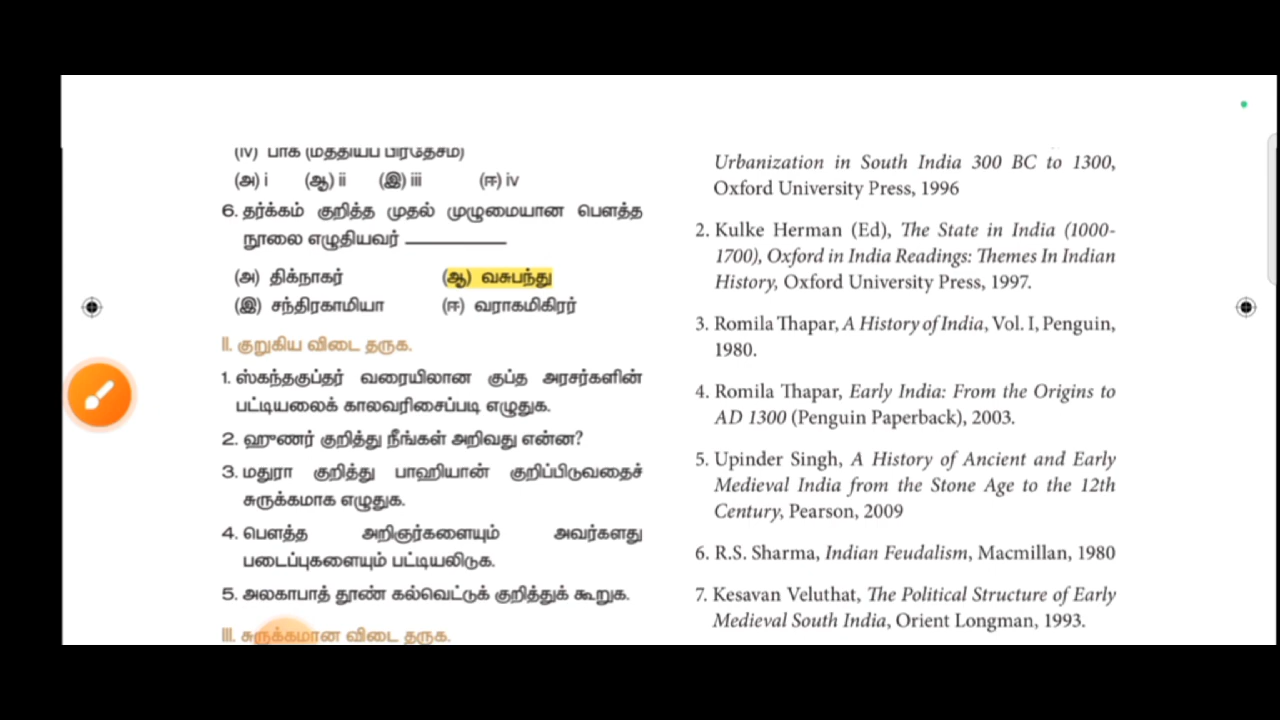 (iv) பாக் (மத்தியப் பிரதேசம்)
(அ) i (ஆ) ii (இ) iii (ஈ) iv
6. தர்க்கம் குறித்த முதல் முழுமையான பௌத்த
நூலை எழுதியவர் __________
(அ) திக்நாகர் (ஆ) வசுபந்து
(இ) சந்திரகாமியா (ஈ) வராகமிகிரர்
II. குறுகிய விடை தருக.
1. ஸ்கந்தகுப்தர் வரையிலான குப்த அரசர்களின்
பட்டியலைக் காலவரிசைப்படி எழுதுக.
2. ஹுணர் குறித்து நீங்கள் அறிவது என்ன?
3. மதுரா குறித்து பாஹியான் குறிப்பிடுவதைச்
சுருக்கமாக எழுதுக.
4. பௌத்த அறிஞர்களையும் அவர்களது
படைப்புகளையும் பட்டியலிடுக.
5. அலகாபாத் தூண் கல்வெட்டுக் குறித்துக் கூறுக.
III. சுருக்கமான விடை தருக.
Urbanization in South India 300 BC to 1300,
Oxford University Press, 1996
2. Kulke Herman (Ed), The State in India (1000-
1700), Oxford in India Readings: Themes In Indian
History, Oxford University Press, 1997.
3. Romila Thapar, A History of India, Vol. I, Penguin,
1980.
4. Romila Thapar, Early India: From the Origins to
AD 1300 (Penguin Paperback), 2003.
5. Upinder Singh, A History of Ancient and Early
Medieval India from the Stone Age to the 12th
Century, Pearson, 2009
6. R.S. Sharma, Indian Feudalism, Macmillan, 1980
7. Kesavan Veluthat, The Political Structure of Early
Medieval South India, Orient Longman, 1993.